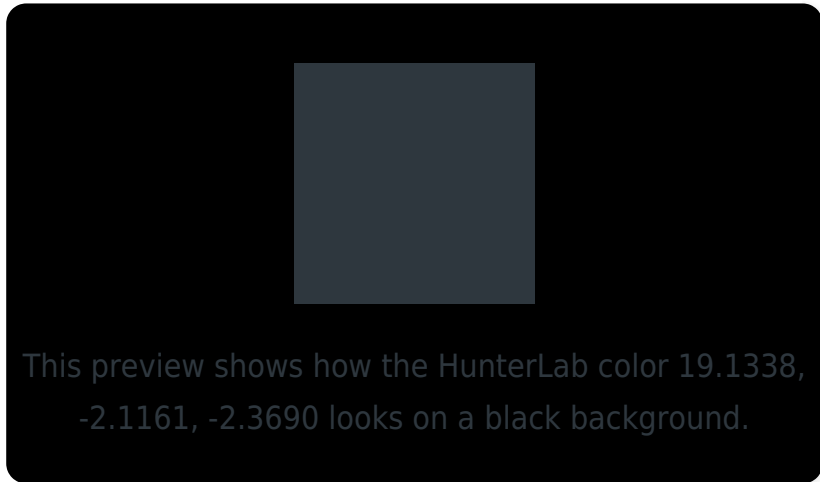 This preview shows how the HunterLab color 19.1338,
-2.1161, -2.3690 looks on a black background.